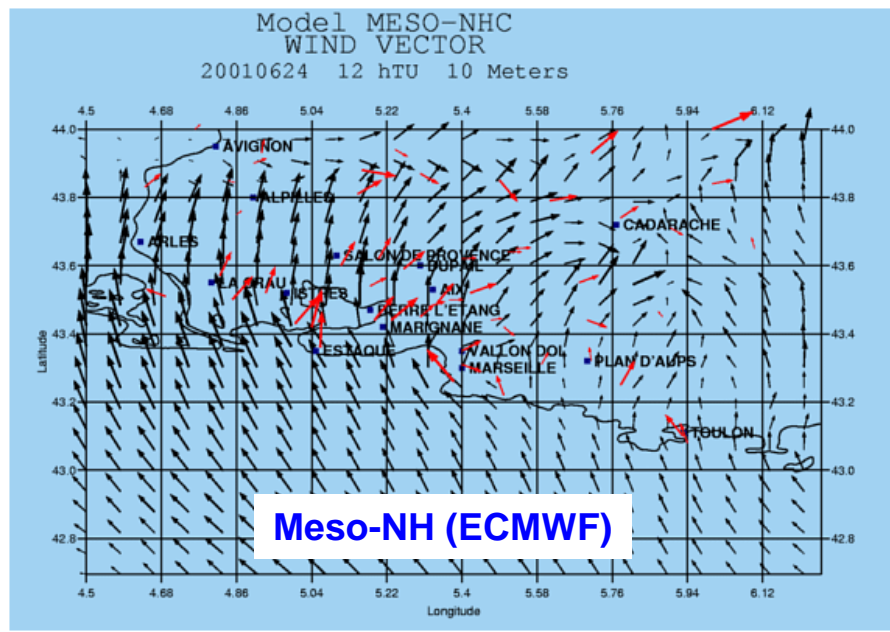 Model MESO-NHC
WIND VECTOR
20010624 12 hTU 10 Meters
4.5 4.68 4.86 5.04 5.22 5.4 5.58 5.76 5.94 6.12
44.0 44.0
AVIGNON
43.8 ALPILLES 43.8
CADARACHE
ARLES
SALON DE PROVENCE
43.6 DUPAIL 43.6
LA CRAU AIX
ISTRES
BERRE L'ETANG
MARIGNANE
43.4 43.4
Latitude
ESTAQUE VALLON DOL
MARSEILLE PLAN D'AUPS
43.2 43.2
TOULON
43.0 43.0
Meso-NH (ECMWF)
42.8 42.8
4.5 4.68 4.86 5.04 5.22 5.4 5.58 5.76 5.94 6.12
Longitude